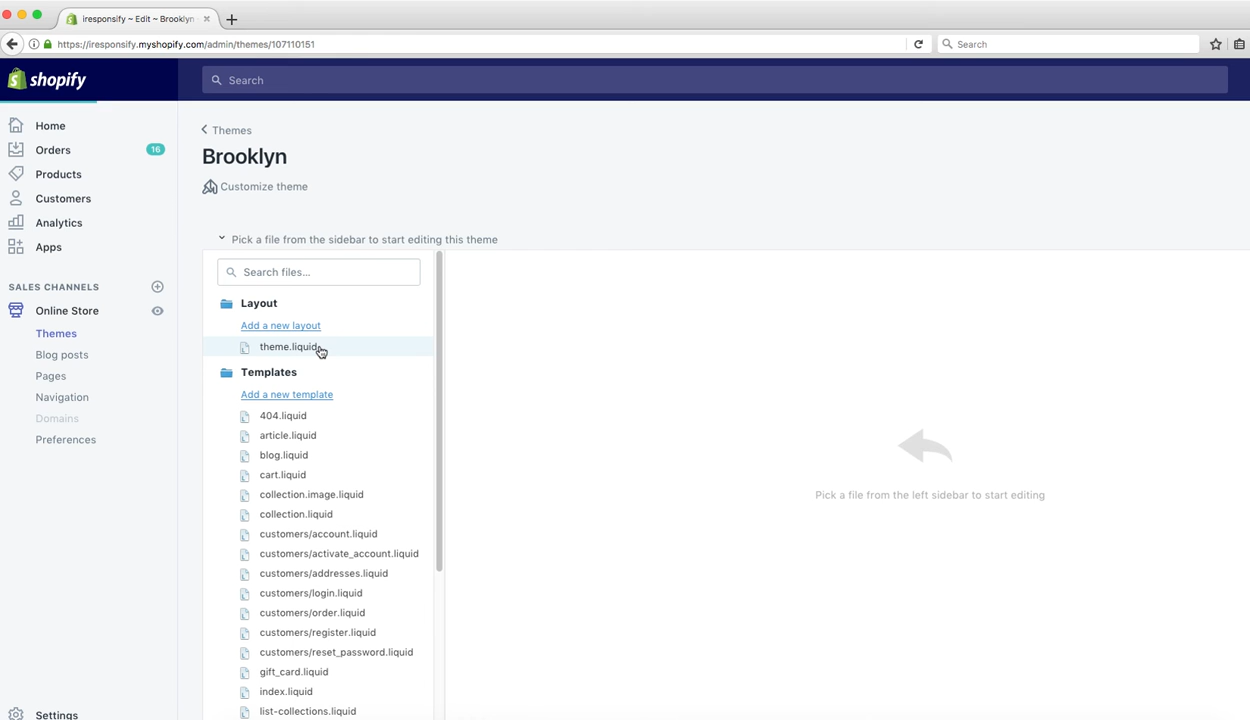 iresponsify ~ Edit ~ Brooklyn
https://iresponsify.myshopify.com/admin/themes/107110151
Search
shopify
Search
Home
Orders 16
Products
Customers
Analytics
Apps
SALES CHANNELS
Online Store
Themes
Blog posts
Pages
Navigation
Domains
Preferences
Settings
Themes
Brooklyn
Customize theme
Pick a file from the sidebar to start editing this theme
Search files...
Layout
Add a new layout
theme.liquid
Templates
Add a new template
404.liquid
article.liquid
blog.liquid
cart.liquid
collection.image.liquid
collection.liquid
customers/account.liquid
customers/activate_account.liquid
customers/addresses.liquid
customers/login.liquid
customers/order.liquid
customers/register.liquid
customers/reset_password.liquid
gift_card.liquid
index.liquid
list-collections.liquid
Pick a file from the left sidebar to start editing